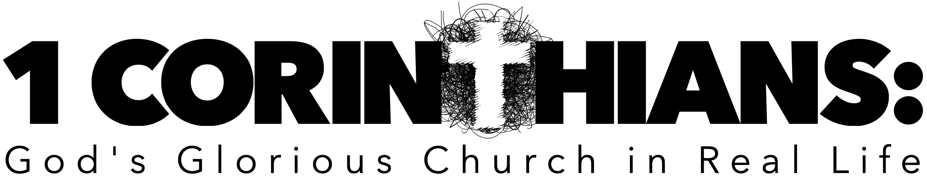 1 CORINTHIANS:
God's Glorious Church in Real Life